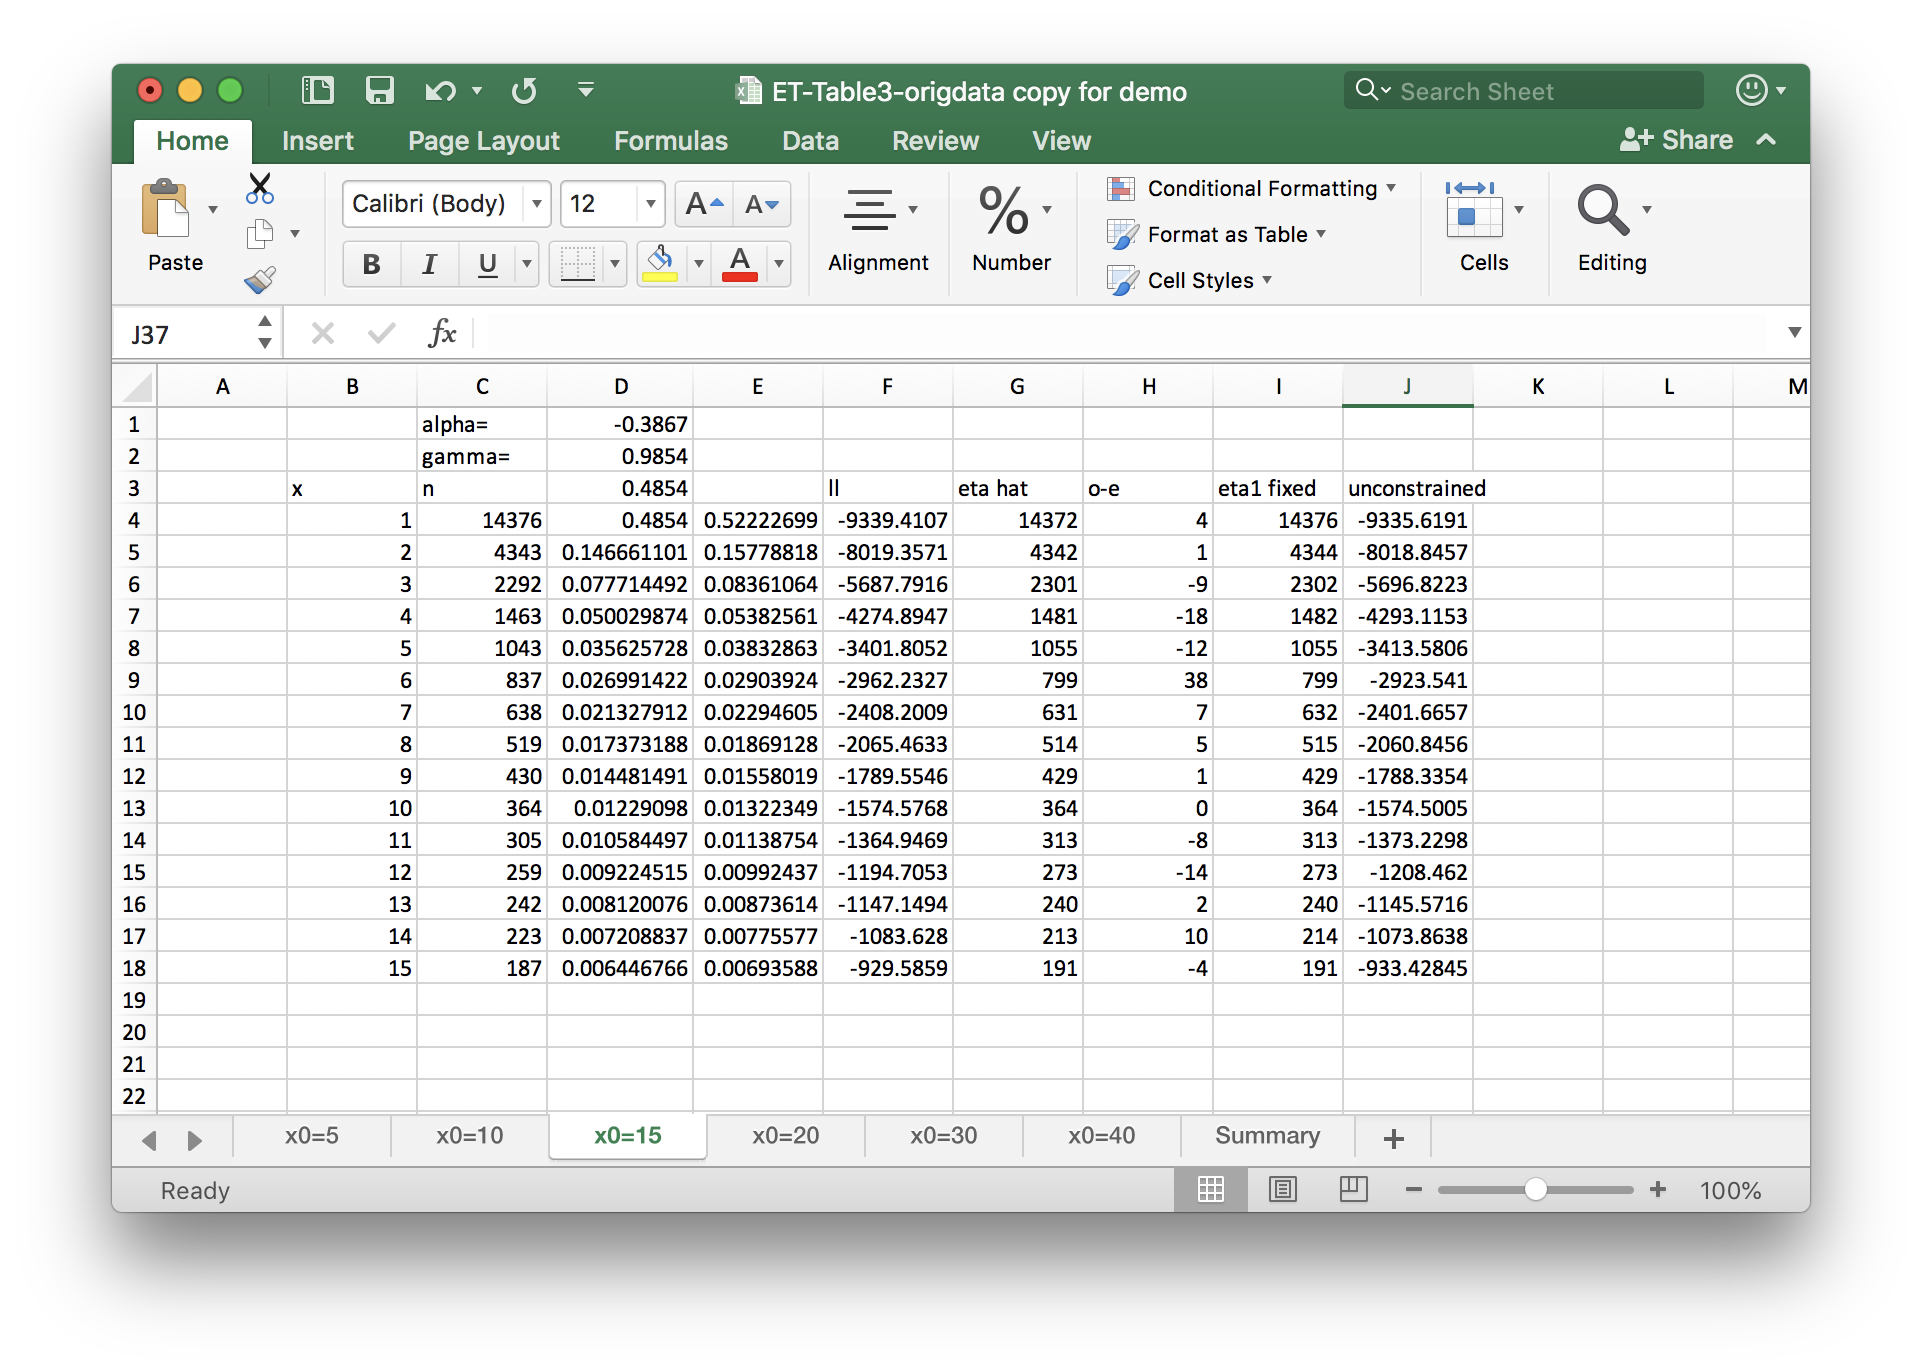 ET-Table3-origdata copy for demo
Search Sheet
Home Insert Page Layout Formulas Data Review View Share
Paste
Calibri (Body) 12 A A
B I U A
Alignment
% Number
Conditional Formatting
Format as Table
Cell Styles
Cells
Editing
J37 fx
A B C D E F G H I J K L M
1 alpha= -0.3867
2 gamma= 0.9854
3 x n 0.4854 ll eta hat o-e eta1 fixed unconstrained
4 1 14376 0.4854 0.52222699 -9339.4107 14372 4 14376 -9335.6191
5 2 4343 0.146661101 0.15778818 -8019.3571 4342 1 4344 -8018.8457
6 3 2292 0.077714492 0.08361064 -5687.7916 2301 -9 2302 -5696.8223
7 4 1463 0.050029874 0.05382561 -4274.8947 1481 -18 1482 -4293.1153
8 5 1043 0.035625728 0.03832863 -3401.8052 1055 -12 1055 -3413.5806
9 6 837 0.026991422 0.02903924 -2962.2327 799 38 799 -2923.541
10 7 638 0.021327912 0.02294605 -2408.2009 631 7 632 -2401.6657
11 8 519 0.017373188 0.01869128 -2065.4633 514 5 515 -2060.8456
12 9 430 0.014481491 0.01558019 -1789.5546 429 1 429 -1788.3354
13 10 364 0.01229098 0.01322349 -1574.5768 364 0 364 -1574.5005
14 11 305 0.010584497 0.01138754 -1364.9469 313 -8 313 -1373.2298
15 12 259 0.009224515 0.00992437 -1194.7053 273 -14 273 -1208.462
16 13 242 0.008120076 0.00873614 -1147.1494 240 2 240 -1145.5716
17 14 223 0.007208837 0.00775577 -1083.628 213 10 214 -1073.8638
18 15 187 0.006446766 0.00693588 -929.5859 191 -4 191 -933.42845
19
20
21
22
x0=5 x0=10 x0=15 x0=20 x0=30 x0=40 Summary +
Ready 100%